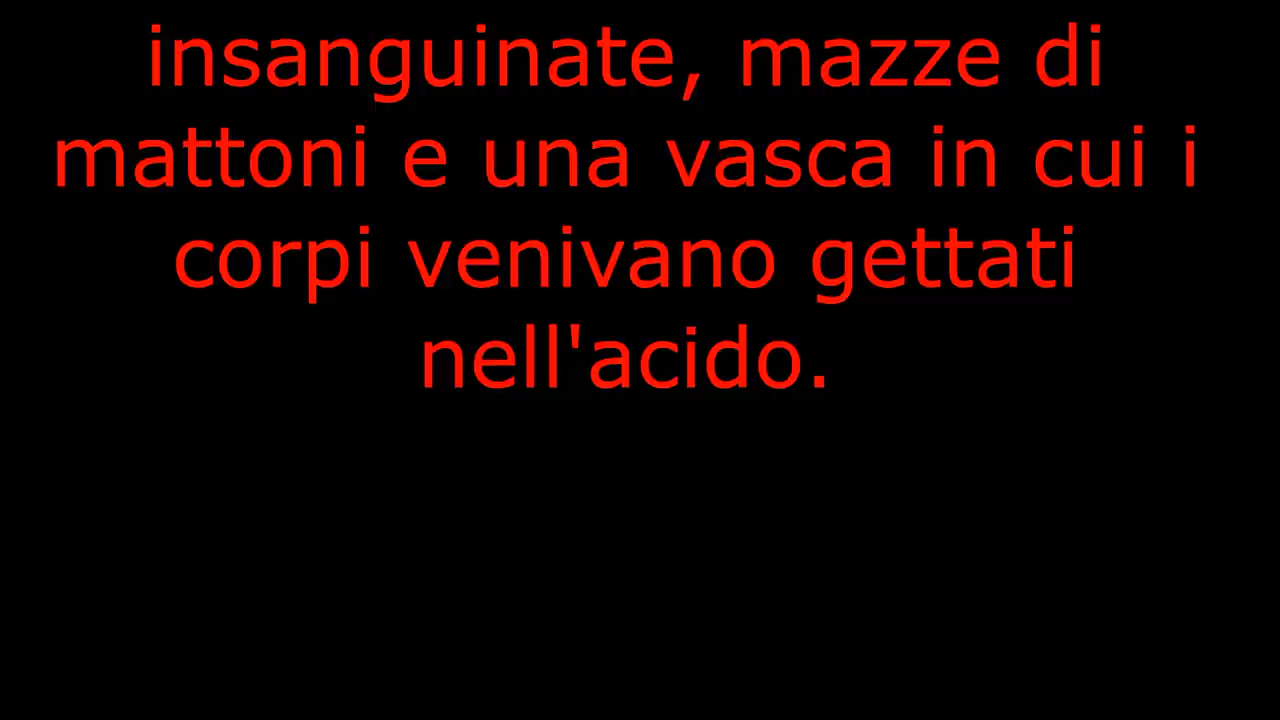 insanguinate, mazze di
mattoni e una vasca in cui i
corpi venivano gettati
nell'acido.